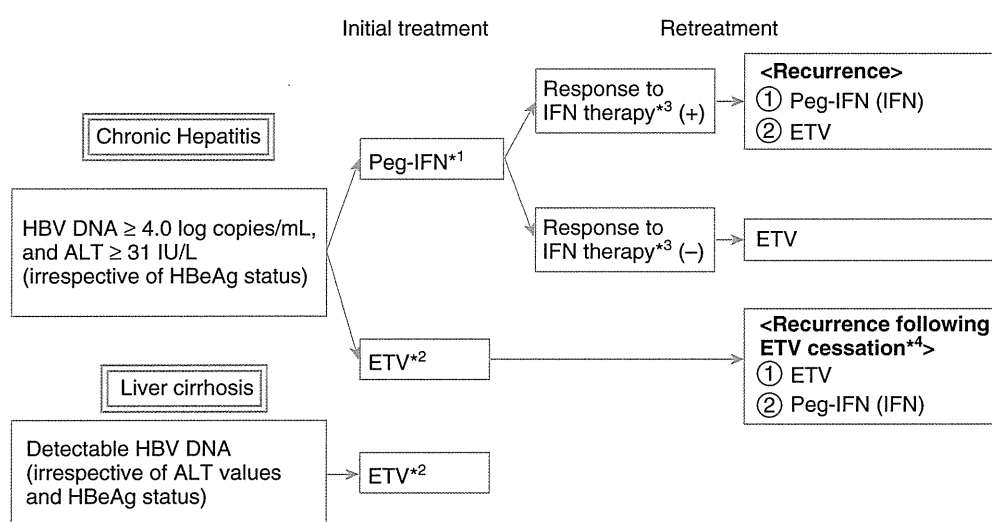 Initial treatment
Retreatment
Chronic Hepatitis
HBV DNA ≥ 4.0 log copies/mL,
and ALT ≥ 31 IU/L
(irrespective of HBeAg status)
Peg-IFN*1
Response to
IFN therapy*3 (+)
<Recurrence>
① Peg-IFN (IFN)
② ETV
Response to
IFN therapy*3 (–)
ETV
ETV*2
<Recurrence following
ETV cessation*4>
① ETV
② Peg-IFN (IFN)
Liver cirrhosis
Detectable HBV DNA
(irrespective of ALT values
and HBeAg status)
ETV*2